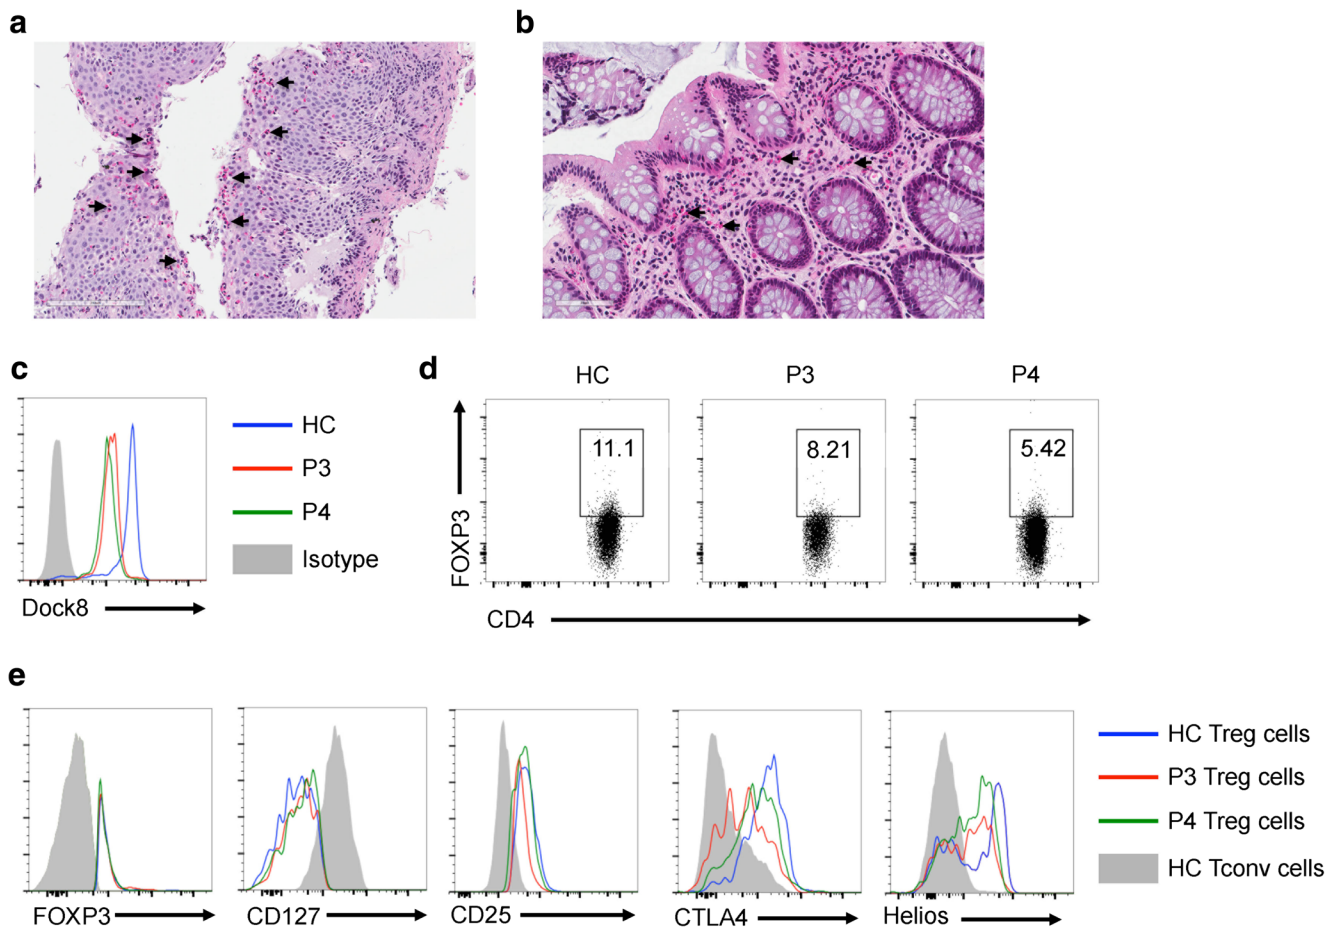 a
b
c
HC
P3
P4
Isotype
Dock8
d
HC
P3
P4
11.1
8.21
5.42
FOXP3
CD4
e
HC Treg cells
P3 Treg cells
P4 Treg cells
HC Tconv cells
FOXP3
CD127
CD25
CTLA4
Helios